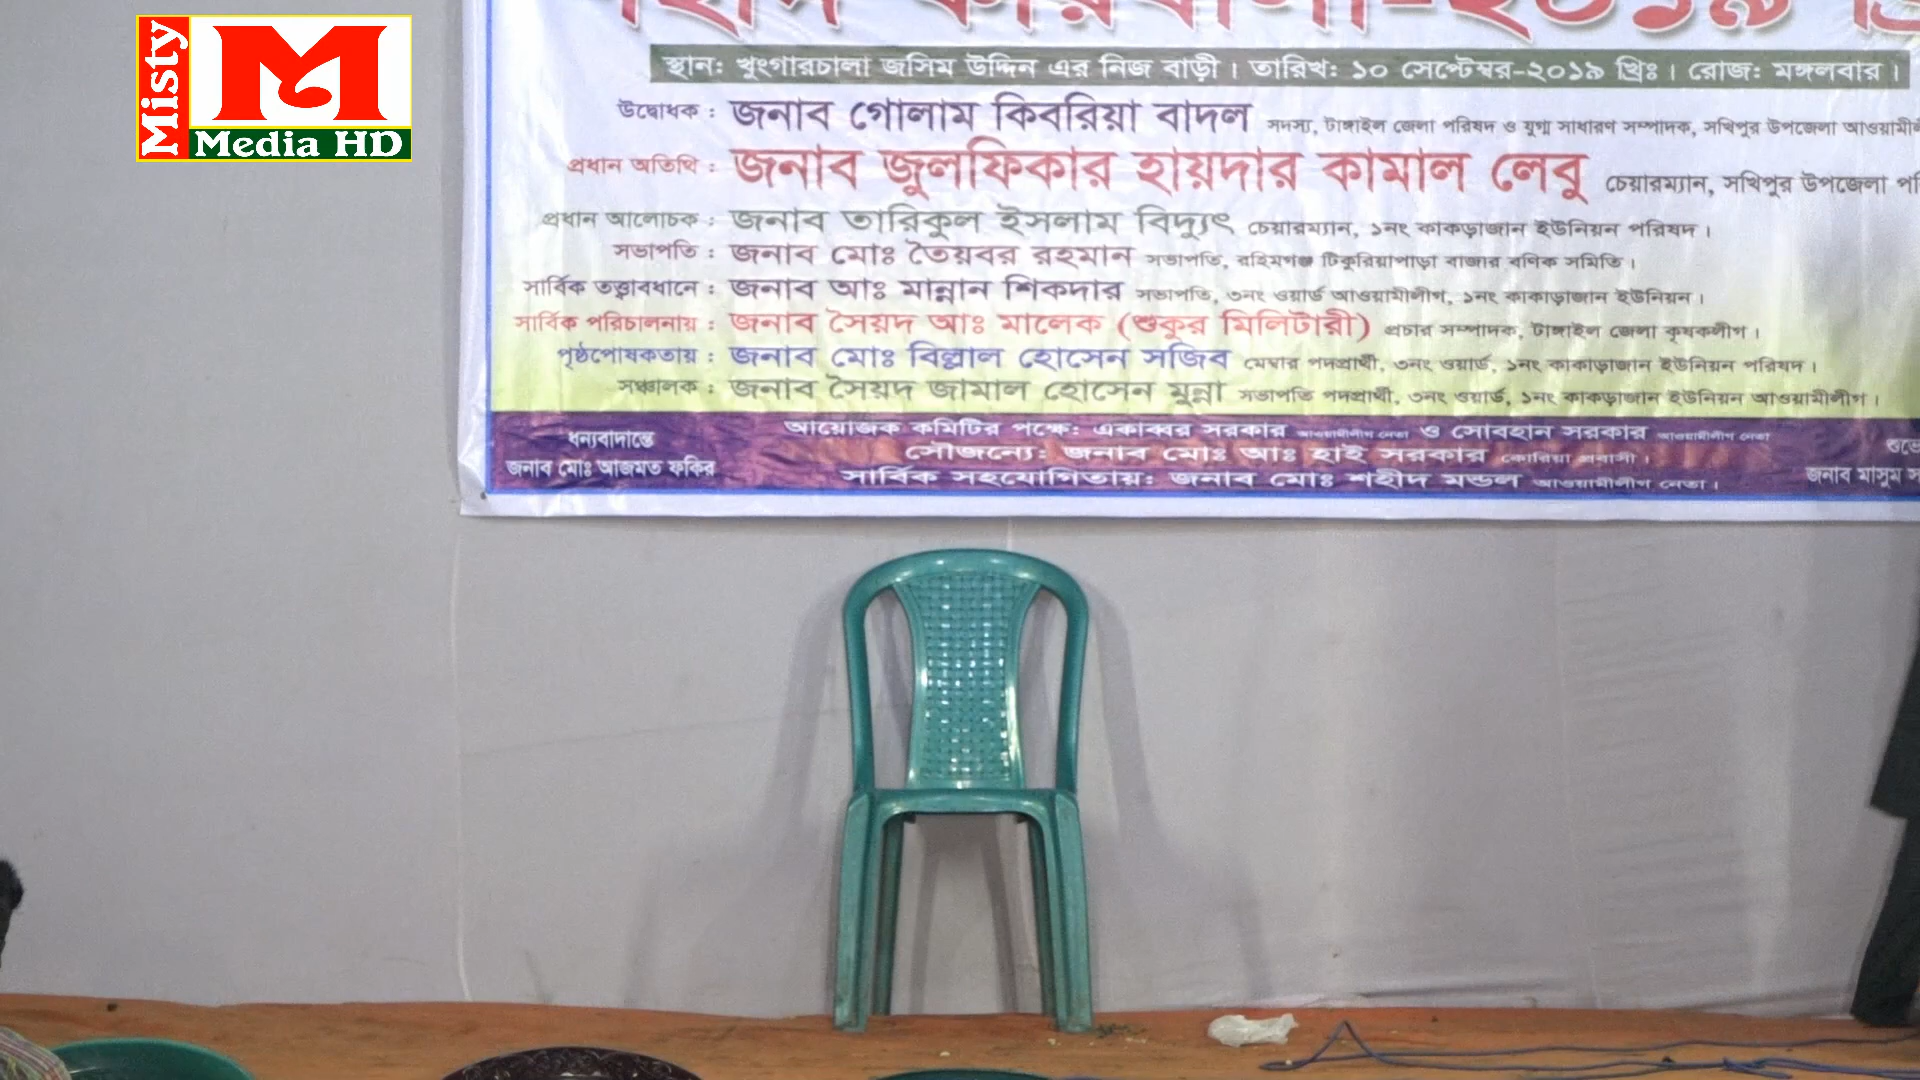 Misty
M
Media HD
-২০১৯
স্থান: খুংগারচালা জসিম উদ্দিন এর নিজ বাড়ী । তারিখ: ১০ সেপ্টেম্বর-২০১৯ খ্রিঃ । রোজ: মঙ্গলবার ।
উদ্বোধক : জনাব গোলাম কিবরিয়া বাদল সদস্য, টাঙ্গাইল জেলা পরিষদ ও যুগ্ম সাধারণ সম্পাদক, সখিপুর উপজেলা
প্রধান অতিথি : জনাব জুলফিকার হায়দার কামাল লেবু চেয়ারম্যান, সখিপুর উপজেলা
প্রধান আলোচক : জনাব তারিকুল ইসলাম বিদ্যুৎ চেয়ারম্যান, ১নং কাকড়াজান ইউনিয়ন পরিষদ ।
সভাপতি : জনাব মোঃ তৈয়বর রহমান সভাপতি, রহিমগঞ্জ টিকুরিয়াপাড়া বাজার বণিক সমিতি ।
সার্বিক তত্ত্বাবধানে : জনাব আঃ মান্নান শিকদার সভাপতি, ৩নং ওয়ার্ড আওয়ামীলীগ, ১নং কাকাড়াজান ইউনিয়ন ।
সার্বিক পরিচালনায় : জনাব সৈয়দ আঃ মালেক (শুকুর মিলিটারী) প্রচার সম্পাদক, টাঙ্গাইল জেলা কৃষকলীগ ।
পৃষ্ঠপোষকতায় : জনাব মোঃ বিল্লাল হোসেন সজিব মেম্বার পদপ্রার্থী, ৩নং ওয়ার্ড, ১নং কাকাড়াজান ইউনিয়ন পরিষদ ।
সঞ্চালক : জনাব সৈয়দ জামাল হোসেন মুন্না সভাপতি পদপ্রার্থী, ৩নং ওয়ার্ড, ১নং কাকড়াজান ইউনিয়ন আওয়ামীলীগ ।
ধন্যবাদান্তে
জনাব মোঃ আজমত ফকির
আয়োজক কমিটির পক্ষে: একাব্বর সরকার আওয়ামীলীগ নেতা ও সোবহান সরকার আওয়ামীলীগ নেতা
সৌজন্যে: জনাব মোঃ আঃ হাই সরকার কোরিয়া প্রবাসী ।
সার্বিক সহযোগিতায়: জনাব মোঃ শহীদ মন্ডল আওয়ামীলীগ নেতা ।
জনাব মাসুম